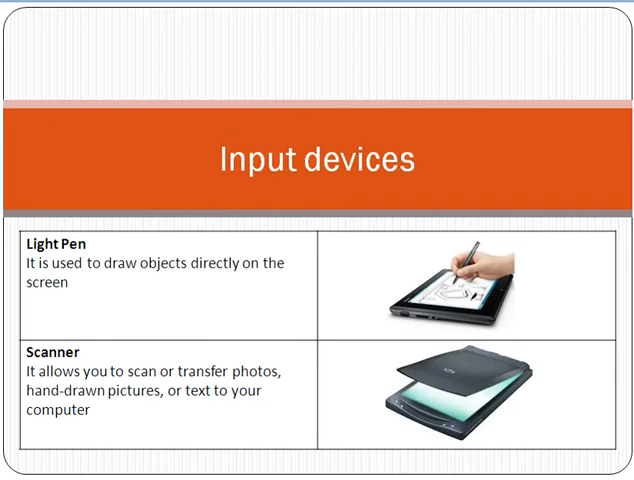 Input devices
Light Pen
It is used to draw objects directly on the
screen
Scanner
It allows you to scan or transfer photos,
hand-drawn pictures, or text to your
computer